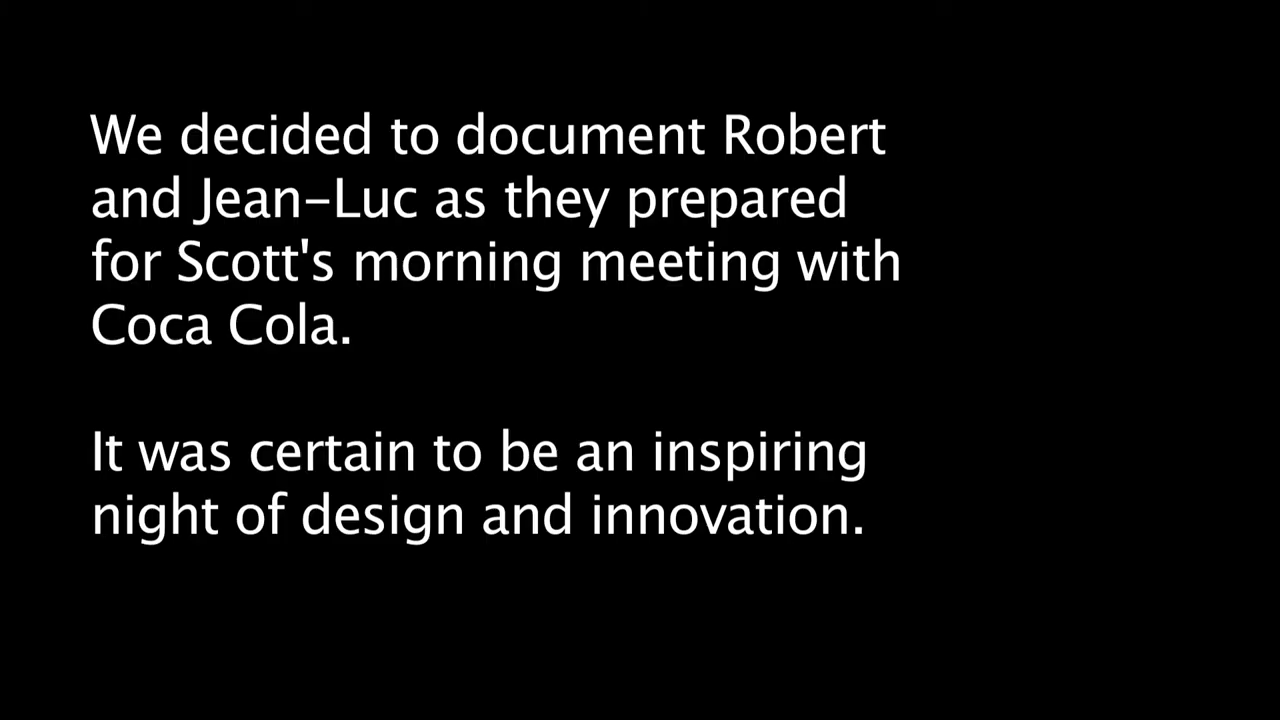 We decided to document Robert
and Jean-Luc as they prepared
for Scott's morning meeting with
Coca Cola.
It was certain to be an inspiring
night of design and innovation.